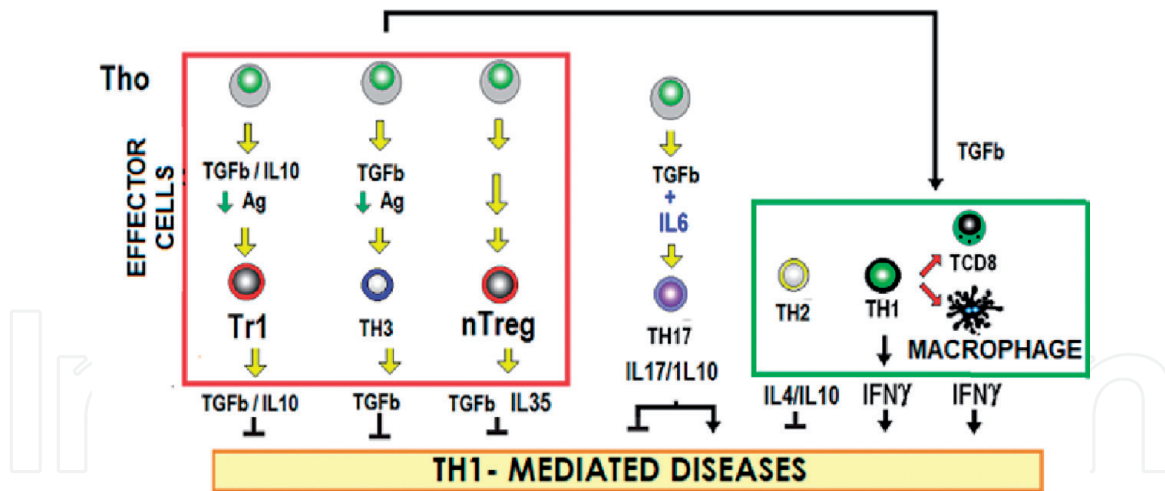 Tho
EFFECTOR
CELLS
TGFb / IL10
Ag
Tr1
TGFb / IL10
TGFb
Ag
TH3
TGFb
nTreg
TGFb IL35
TGFb
+
IL6
TH17
IL17/1L10
TGFb
TH2
TH1
TCD8
MACROPHAGE
IL4/IL10
IFNγ
IFNγ
TH1- MEDIATED DISEASES